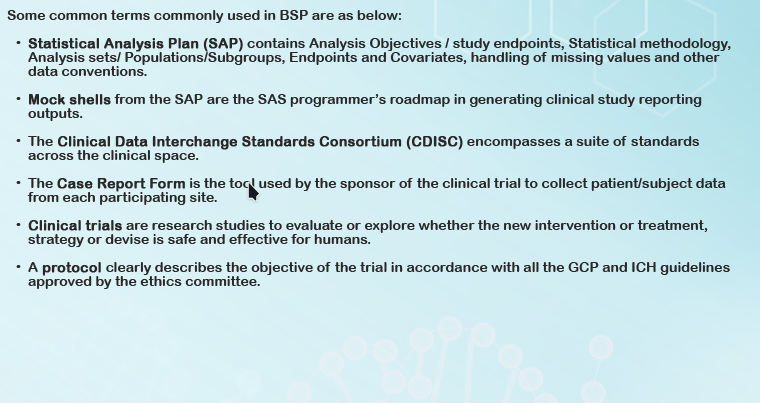 Some common terms commonly used in BSP are as below:
• Statistical Analysis Plan (SAP) contains Analysis Objectives / study endpoints, Statistical methodology,
Analysis sets/ Populations/Subgroups, Endpoints and Covariates, handling of missing values and other
data conventions.
• Mock shells from the SAP are the SAS programmer's roadmap in generating clinical study reporting
outputs.
• The Clinical Data Interchange Standards Consortium (CDISC) encompasses a suite of standards
across the clinical space.
• The Case Report Form is the tool used by the sponsor of the clinical trial to collect patient/subject data
from each participating site.
• Clinical trials are research studies to evaluate or explore whether the new intervention or treatment,
strategy or devise is safe and effective for humans.
• A protocol clearly describes the objective of the trial in accordance with all the GCP and ICH guidelines
approved by the ethics committee.